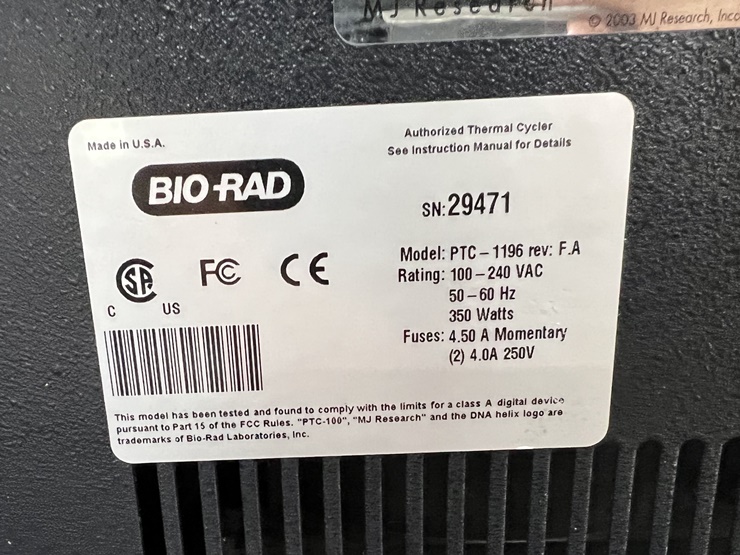 MJ Research
© 2003 MJ Research, Inco
Made in U.S.A.
Authorized Thermal Cycler
See Instruction Manual for Details
BIO-RAD
SN: 29471
Model: PTC – 1196 rev: F.A
Rating: 100 – 240 VAC
50 – 60 Hz
350 Watts
Fuses: 4.50 A Momentary
(2) 4.0A 250V
SA FC CE
C US
This model has been tested and found to comply with the limits for a class A digital device
pursuant to Part 15 of the FCC Rules. "PTC-100", "MJ Research" and the DNA helix logo are
trademarks of Bio-Rad Laboratories, Inc.